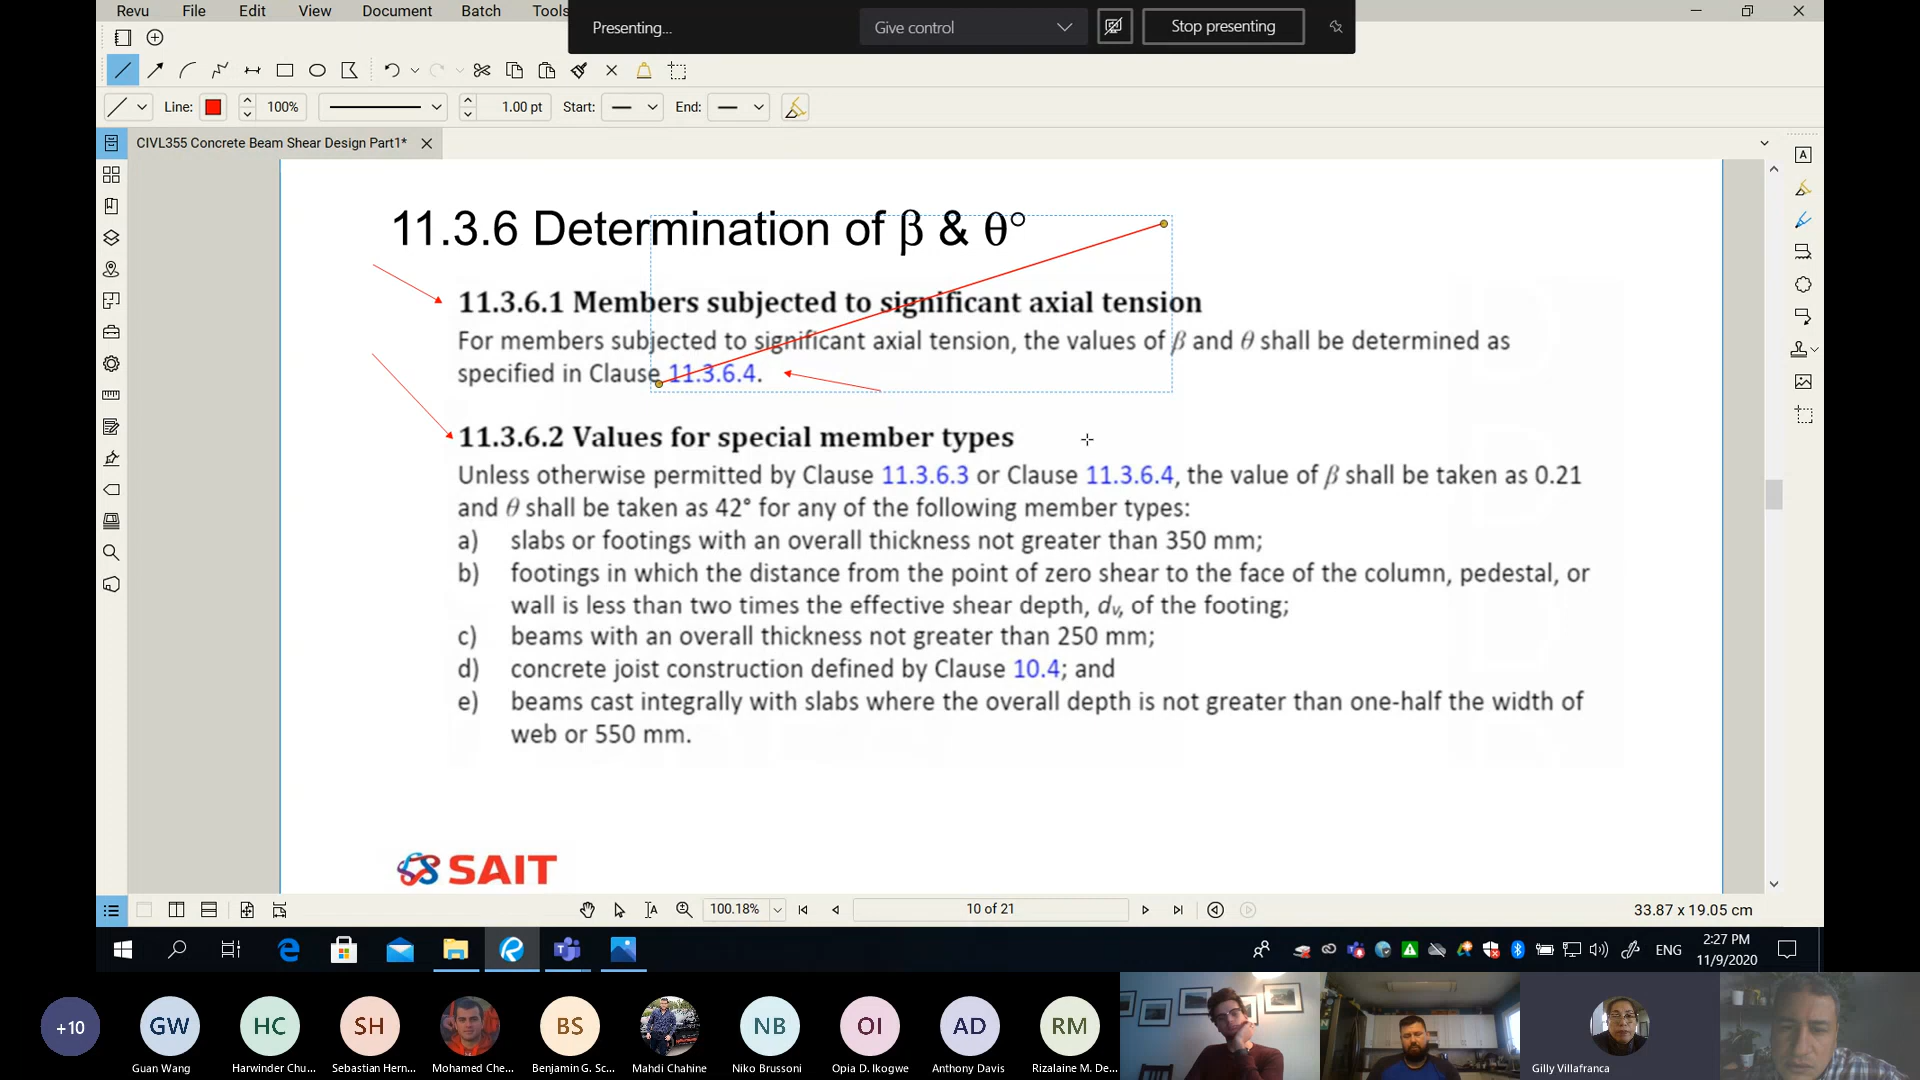 Revu File Edit View Document Batch Tools
Presenting... Give control Stop presenting
Line: 100% 1.00 pt Start: End:
CIVL355 Concrete Beam Shear Design Part1*
11.3.6 Determination of β & θ°
11.3.6.1 Members subjected to significant axial tension
For members subjected to significant axial tension, the values of β and θ shall be determined as
specified in Clause 11.3.6.4.
11.3.6.2 Values for special member types
Unless otherwise permitted by Clause 11.3.6.3 or Clause 11.3.6.4, the value of β shall be taken as 0.21
and θ shall be taken as 42° for any of the following member types:
a) slabs or footings with an overall thickness not greater than 350 mm;
b) footings in which the distance from the point of zero shear to the face of the column, pedestal, or
wall is less than two times the effective shear depth, dv, of the footing;
c) beams with an overall thickness not greater than 250 mm;
d) concrete joist construction defined by Clause 10.4; and
e) beams cast integrally with slabs where the overall depth is not greater than one-half the width of
web or 550 mm.
SAIT
100.18% 10 of 21 33.87 x 19.05 cm
ENG 2:27 PM
11/9/2020
+10 GW HC SH BS NB OI AD RM
Guan Wang Harwinder Chu... Sebastian Hern... Mohamed Che... Benjamin G. Sc... Mahdi Chahine Niko Brussoni Opia D. Ikogwe Anthony Davis Rizalaine M. De... Gilly Villafranca